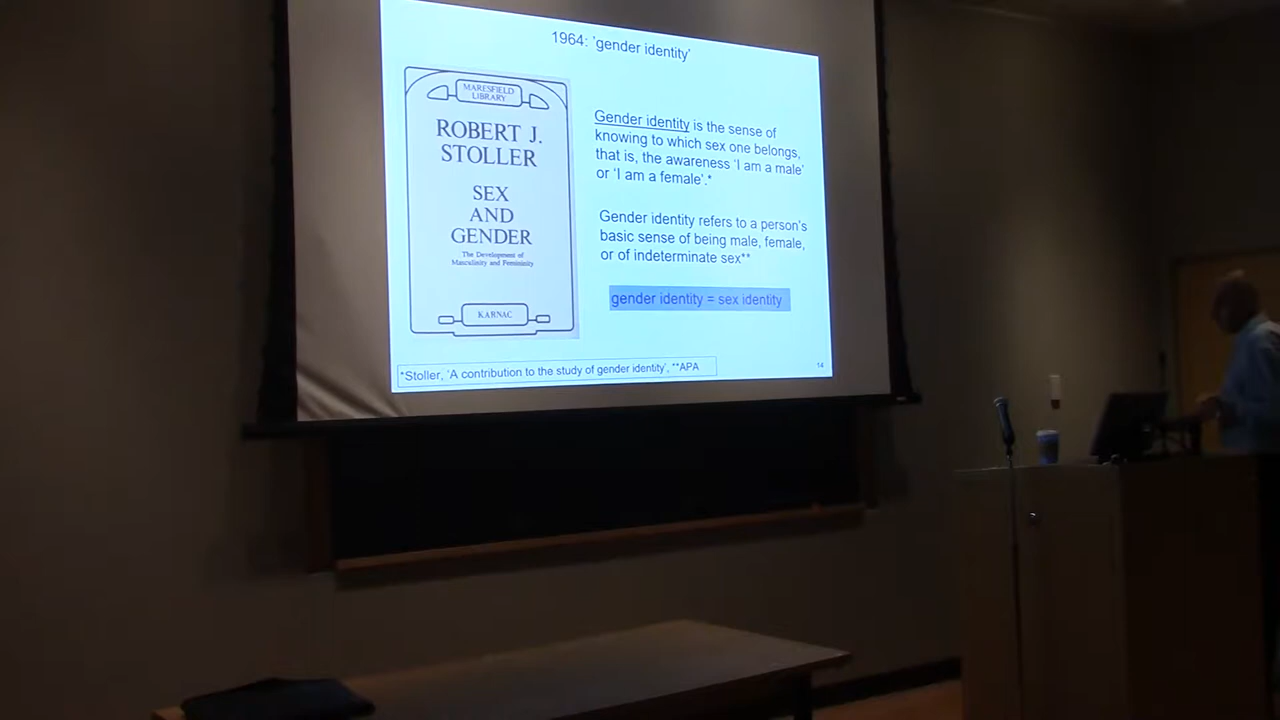 1964: 'gender identity'
MARESFIELD
LIBRARY
ROBERT J.
STOLLER
SEX
AND
GENDER
The Development of
Masculinity and Femininity
KARNAC
Gender identity is the sense of
knowing to which sex one belongs,
that is, the awareness 'I am a male'
or 'I am a female'.*
Gender identity refers to a person's
basic sense of being male, female,
or of indeterminate sex**
gender identity = sex identity
*Stoller, 'A contribution to the study of gender identity', **APA
14